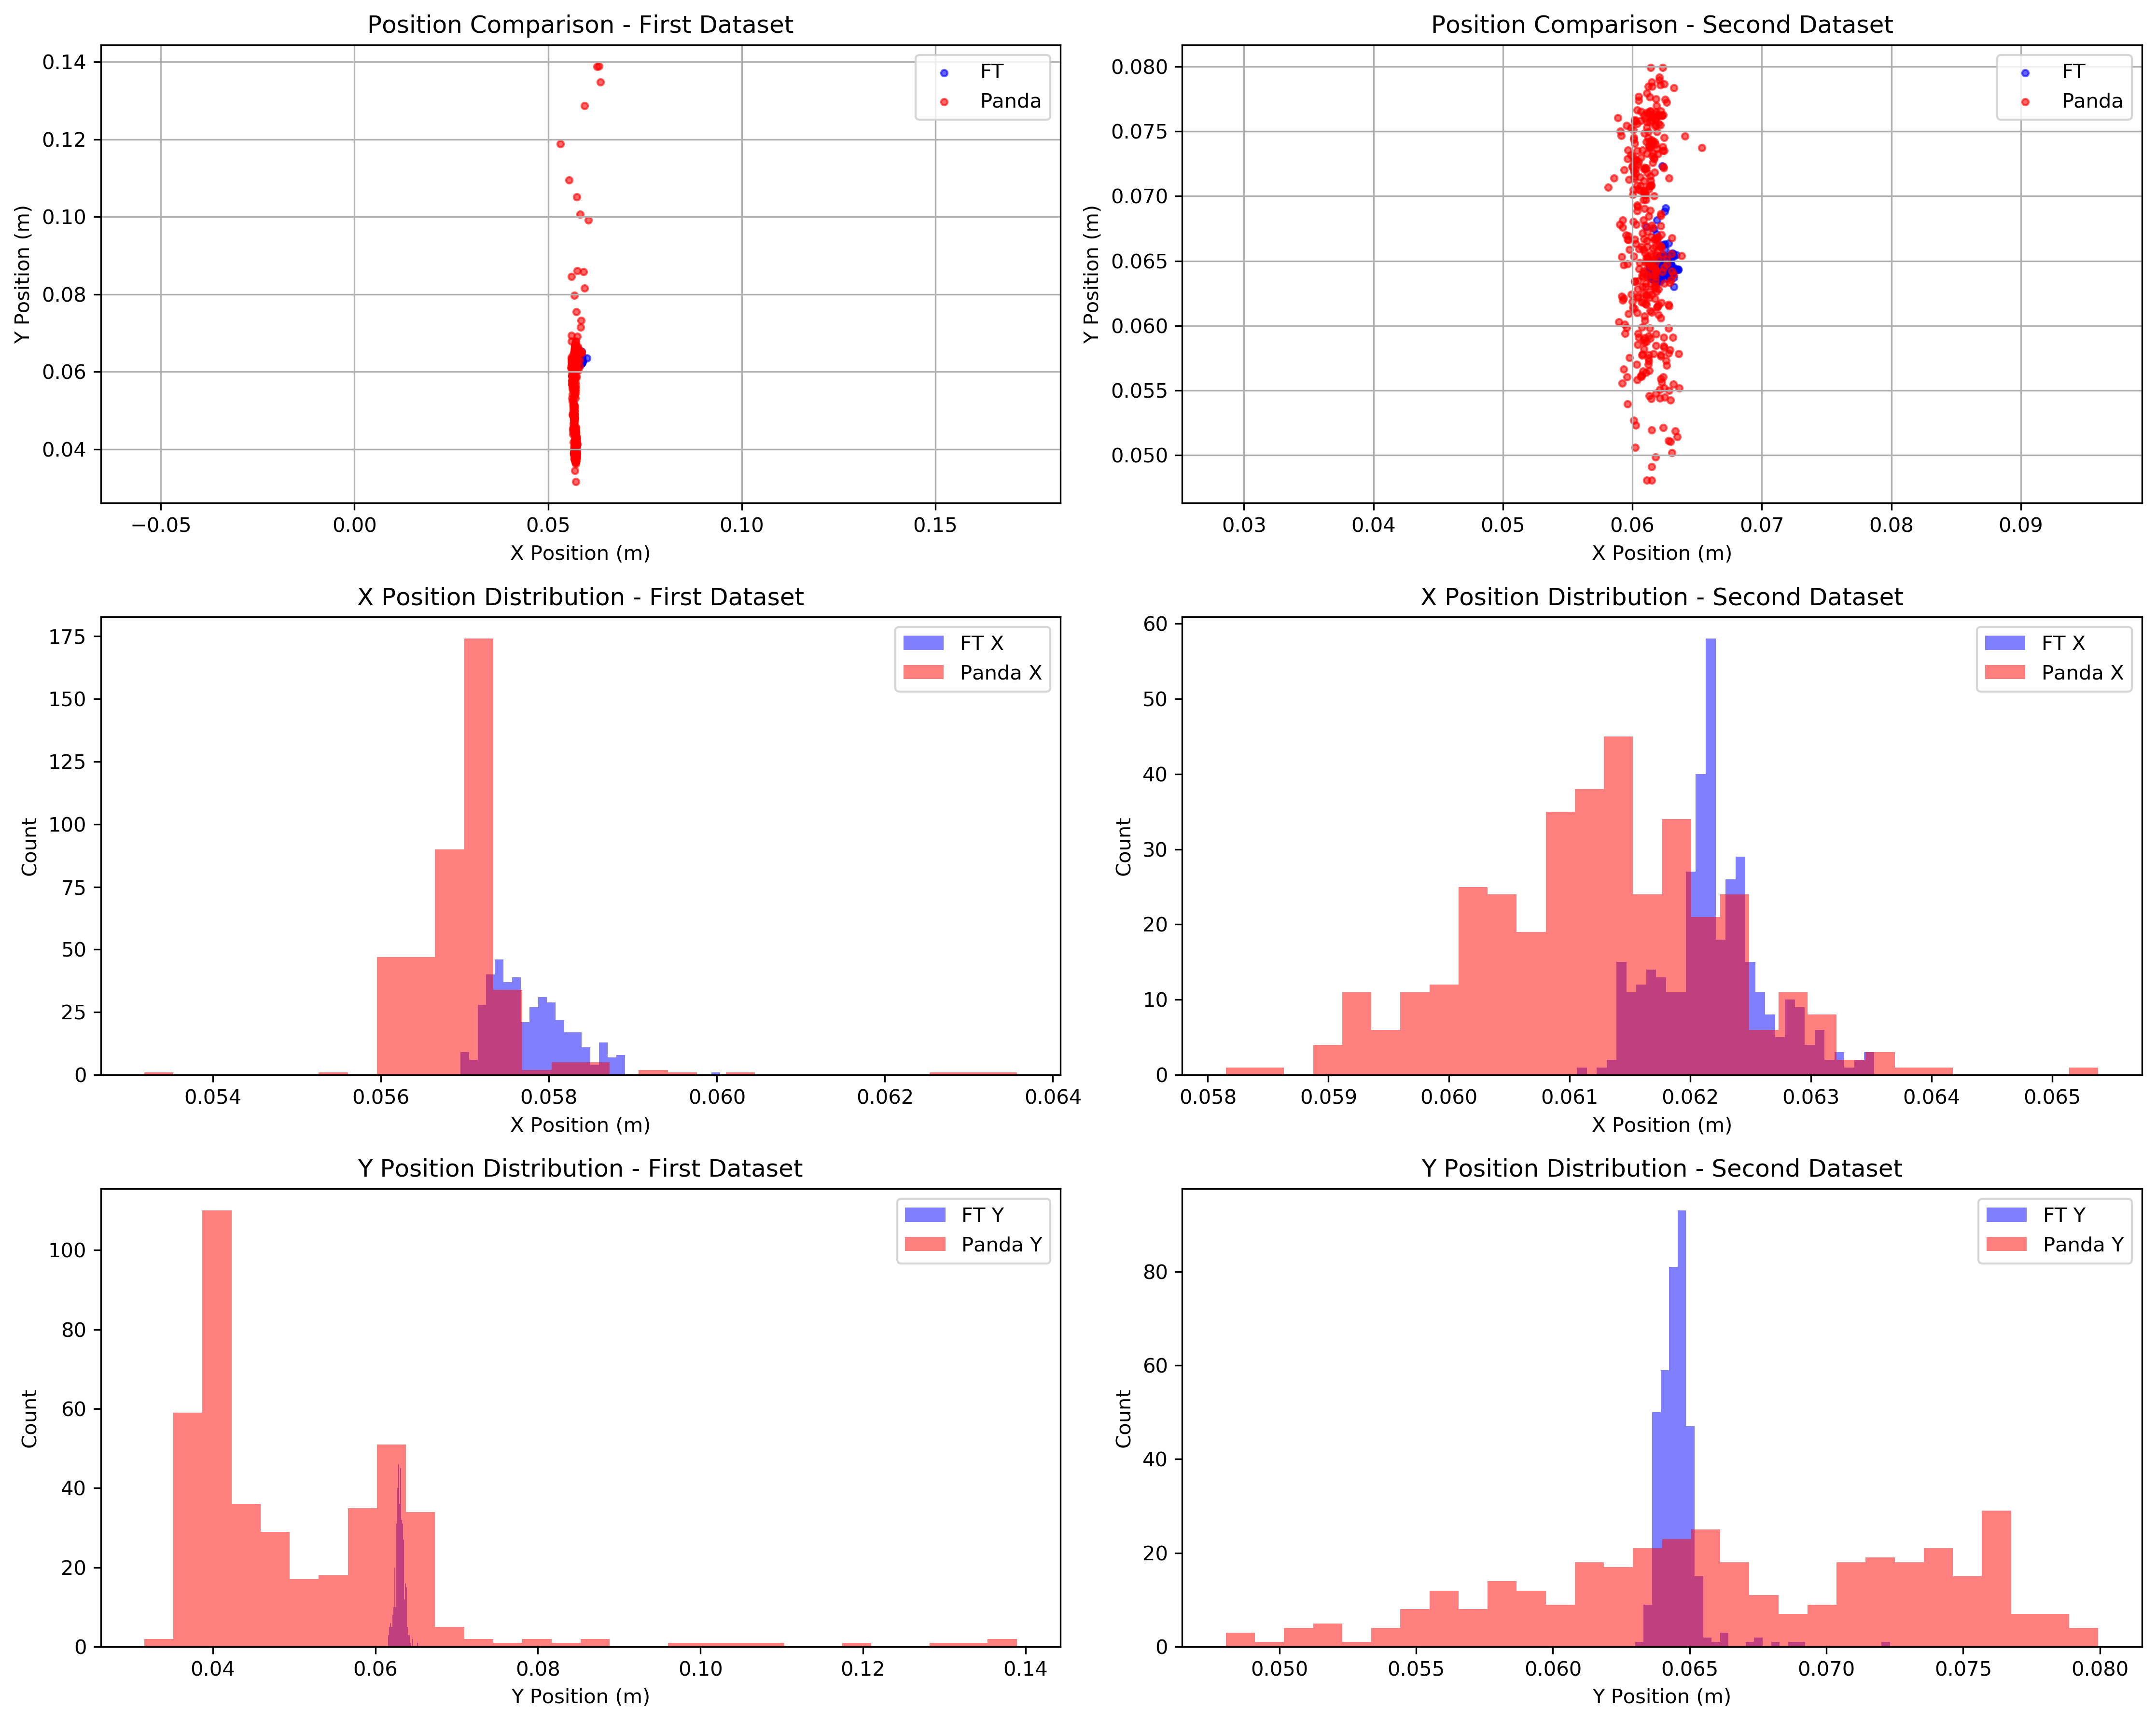 Position Comparison - First Dataset
0.14
0.12
0.10
0.08
0.06
0.04
Y Position (m)
FT
Panda
−0.05 0.00 0.05 0.10 0.15
X Position (m)
Position Comparison - Second Dataset
0.080
0.075
0.070
0.065
0.060
0.055
0.050
Y Position (m)
FT
Panda
0.03 0.04 0.05 0.06 0.07 0.08 0.09
X Position (m)
X Position Distribution - First Dataset
175
150
125
100
75
50
25
0
Count
FT X
Panda X
0.054 0.056 0.058 0.060 0.062 0.064
X Position (m)
X Position Distribution - Second Dataset
60
50
40
30
20
10
0
Count
FT X
Panda X
0.058 0.059 0.060 0.061 0.062 0.063 0.064 0.065
X Position (m)
Y Position Distribution - First Dataset
100
80
60
40
20
0
Count
FT Y
Panda Y
0.04 0.06 0.08 0.10 0.12 0.14
Y Position (m)
Y Position Distribution - Second Dataset
80
60
40
20
0
Count
FT Y
Panda Y
0.050 0.055 0.060 0.065 0.070 0.075 0.080
Y Position (m)